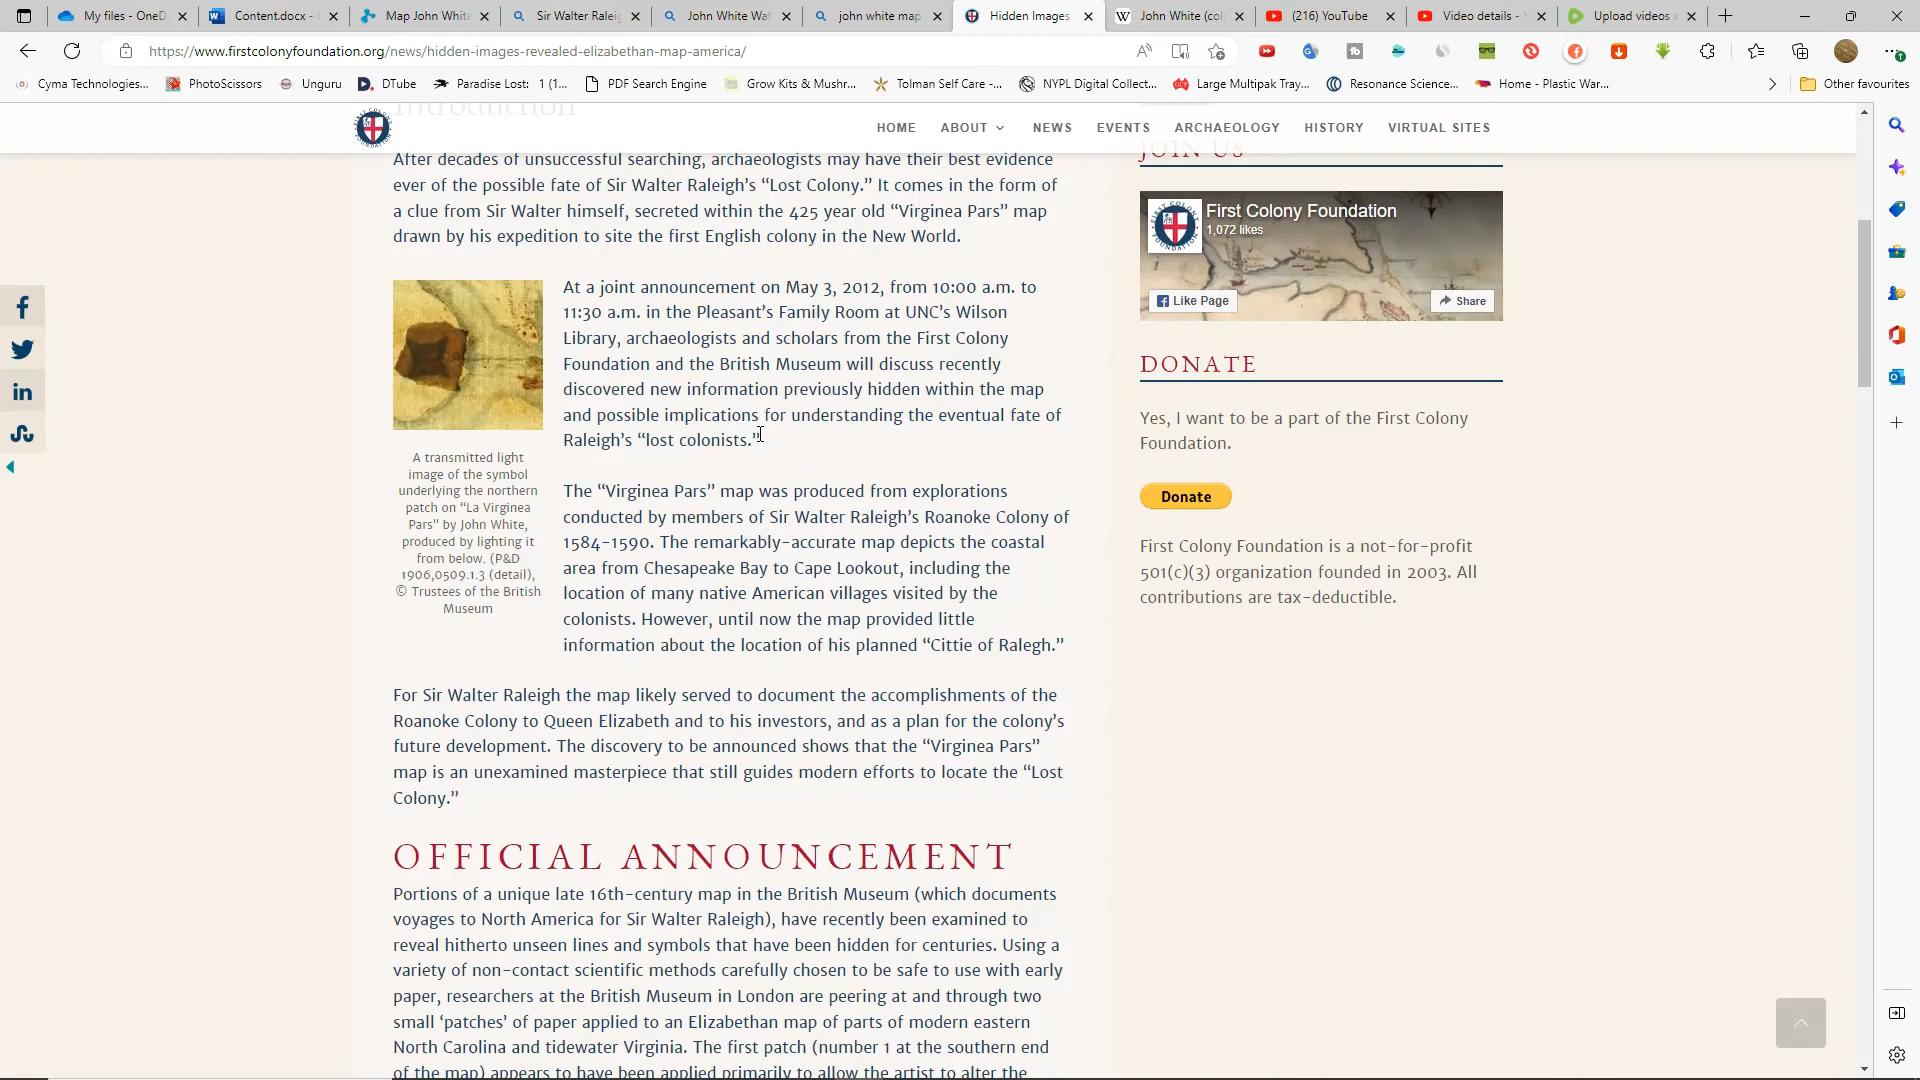 My files - OneD
Content.docx -
Map John White
Sir Walter Raleig
John White Wat
john white map
Hidden Images
John White (col
(216) YouTube
Video details - Y
Upload videos a
https://www.firstcolonyfoundation.org/news/hidden-images-revealed-elizabethan-map-america/
Cyma Technologies...
PhotoScissors
Unguru
DTube
Paradise Lost: 1 (1...
PDF Search Engine
Grow Kits & Mushr...
Tolman Self Care -...
NYPL Digital Collect...
Large Multipak Tray...
Resonance Science...
Home - Plastic War...
Other favourites
Introduction
HOME
ABOUT
NEWS
EVENTS
ARCHAEOLOGY
HISTORY
VIRTUAL SITES
After decades of unsuccessful searching, archaeologists may have their best evidence
ever of the possible fate of Sir Walter Raleigh’s “Lost Colony.” It comes in the form of
a clue from Sir Walter himself, secreted within the 425 year old “Virginea Pars” map
drawn by his expedition to site the first English colony in the New World.
At a joint announcement on May 3, 2012, from 10:00 a.m. to
11:30 a.m. in the Pleasant’s Family Room at UNC’s Wilson
Library, archaeologists and scholars from the First Colony
Foundation and the British Museum will discuss recently
discovered new information previously hidden within the map
and possible implications for understanding the eventual fate of
Raleigh’s “lost colonists.”
A transmitted light
image of the symbol
underlying the northern
patch on “La Virginea
Pars” by John White,
produced by lighting it
from below. (P&D
1906,0509.1.3 (detail),
© Trustees of the British
Museum
The “Virginea Pars” map was produced from explorations
conducted by members of Sir Walter Raleigh’s Roanoke Colony of
1584-1590. The remarkably-accurate map depicts the coastal
area from Chesapeake Bay to Cape Lookout, including the
location of many native American villages visited by the
colonists. However, until now the map provided little
information about the location of his planned “Cittie of Ralegh.”
For Sir Walter Raleigh the map likely served to document the accomplishments of the
Roanoke Colony to Queen Elizabeth and to his investors, and as a plan for the colony’s
future development. The discovery to be announced shows that the “Virginea Pars”
map is an unexamined masterpiece that still guides modern efforts to locate the “Lost
Colony.”
OFFICIAL ANNOUNCEMENT
Portions of a unique late 16th-century map in the British Museum (which documents
voyages to North America for Sir Walter Raleigh), have recently been examined to
reveal hitherto unseen lines and symbols that have been hidden for centuries. Using a
variety of non-contact scientific methods carefully chosen to be safe to use with early
paper, researchers at the British Museum in London are peering at and through two
small ‘patches’ of paper applied to an Elizabethan map of parts of modern eastern
North Carolina and tidewater Virginia. The first patch (number 1 at the southern end
of the map) appears to have been applied primarily to allow the artist to alter the
JOIN US
First Colony Foundation
1,072 likes
Like Page
Share
DONATE
Yes, I want to be a part of the First Colony
Foundation.
Donate
First Colony Foundation is a not-for-profit
501(c)(3) organization founded in 2003. All
contributions are tax-deductible.